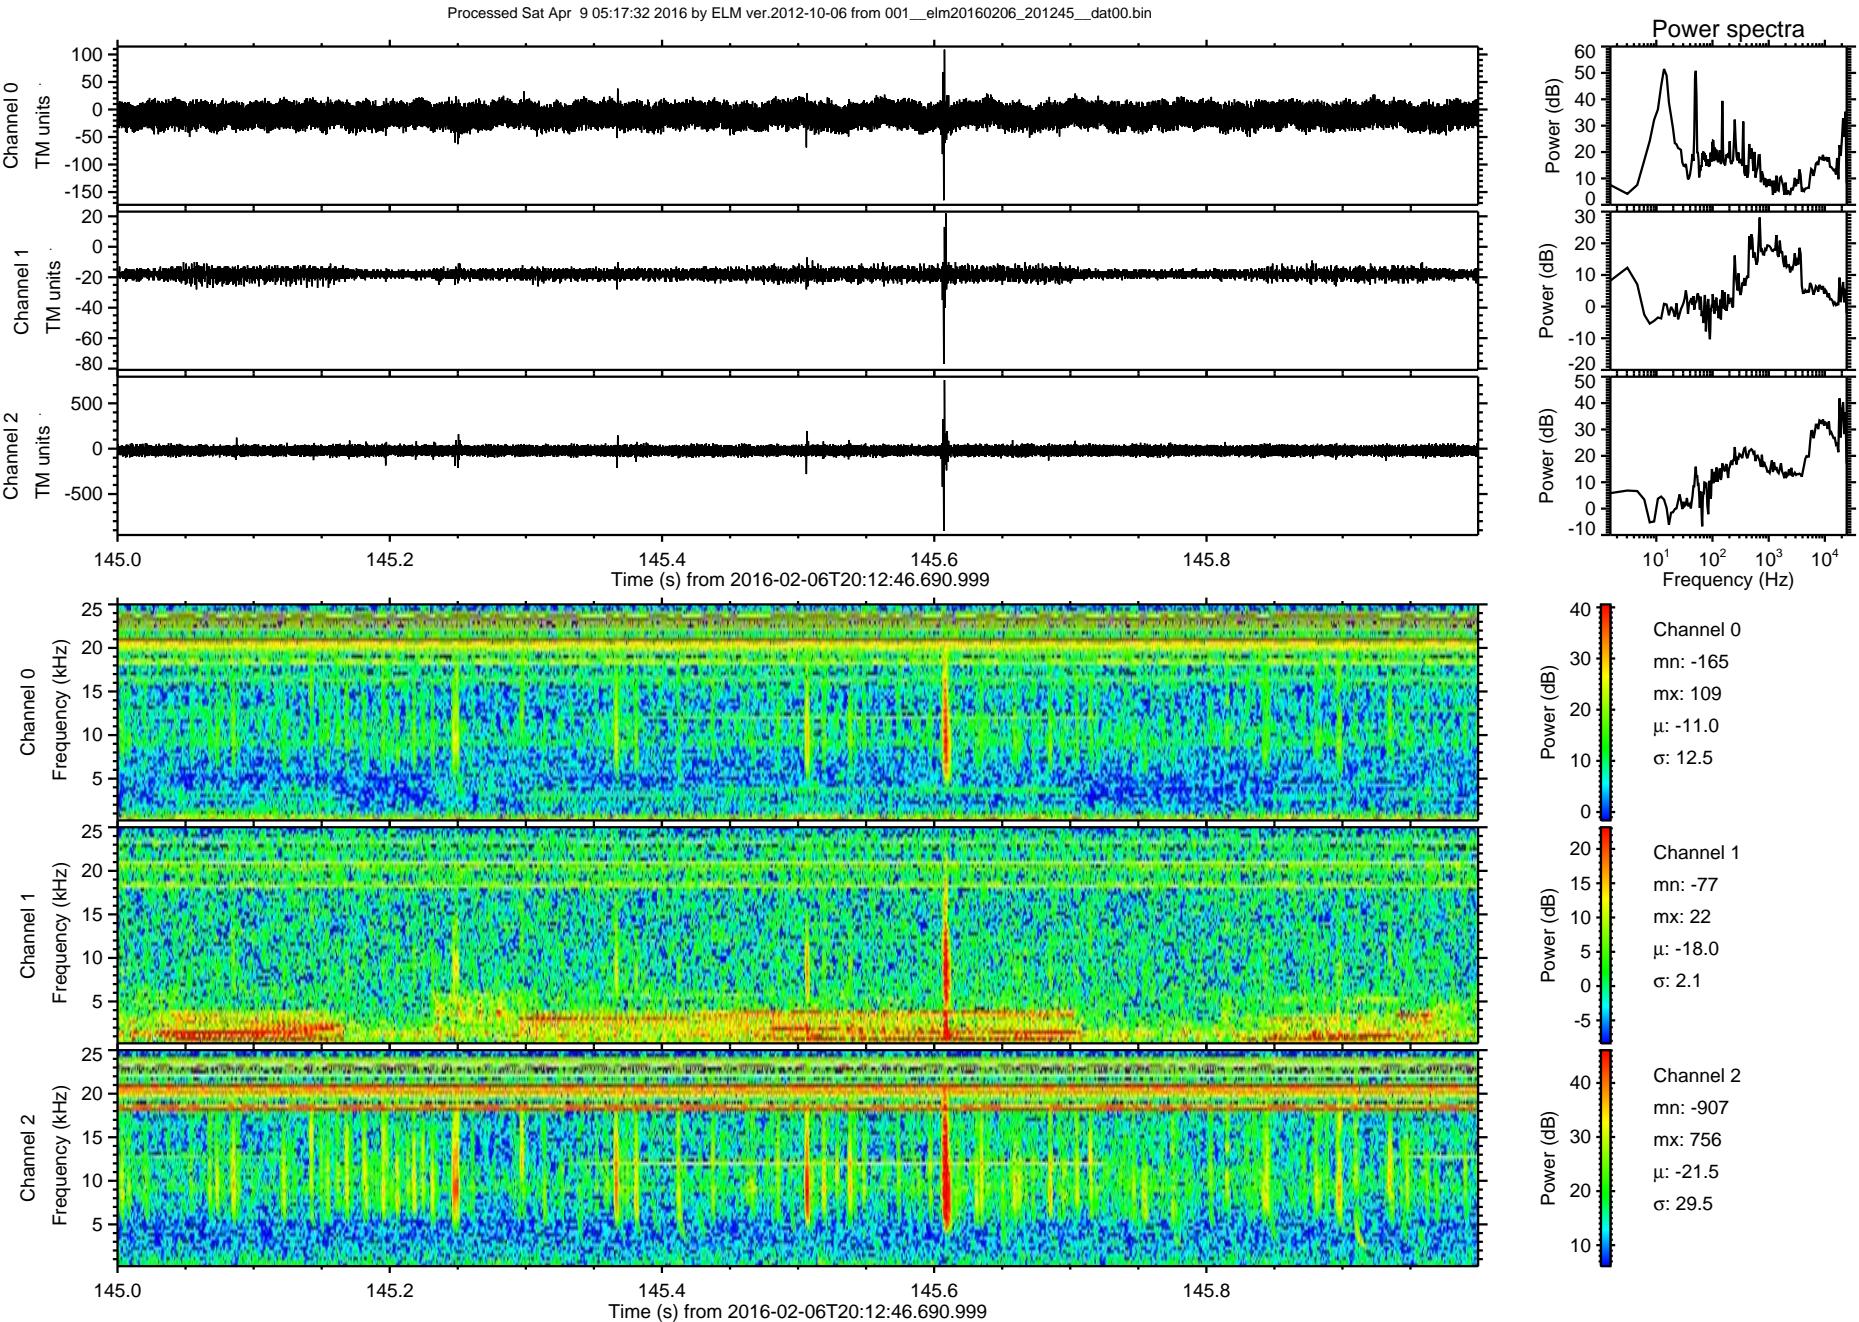 Processed Sat Apr  9 05:17:32 2016 by ELM ver.2012-10-06 from 001__elm20160206_201245__dat00.bin
Power spectra
Channel 0
TM units
100
50
0
-50
-100
-150
Power (dB)
60
50
40
30
20
10
0
Channel 1
TM units
20
0
-20
-40
-60
-80
Power (dB)
30
20
10
0
-10
-20
Channel 2
TM units
500
0
-500
Power (dB)
50
40
30
20
10
0
-10
145.0 145.2 145.4 145.6 145.8
Time (s) from 2016-02-06T20:12:46.690.999
10^1 10^2 10^3 10^4
Frequency (Hz)
Channel 0
Frequency (kHz)
25
20
15
10
5
Power (dB)
40
30
20
10
0
Channel 0
mn: -165
mx: 109
μ: -11.0
σ: 12.5
Channel 1
Frequency (kHz)
25
20
15
10
5
Power (dB)
20
15
10
5
0
-5
Channel 1
mn: -77
mx: 22
μ: -18.0
σ: 2.1
Channel 2
Frequency (kHz)
25
20
15
10
5
Power (dB)
40
30
20
10
Channel 2
mn: -907
mx: 756
μ: -21.5
σ: 29.5
145.0 145.2 145.4 145.6 145.8
Time (s) from 2016-02-06T20:12:46.690.999